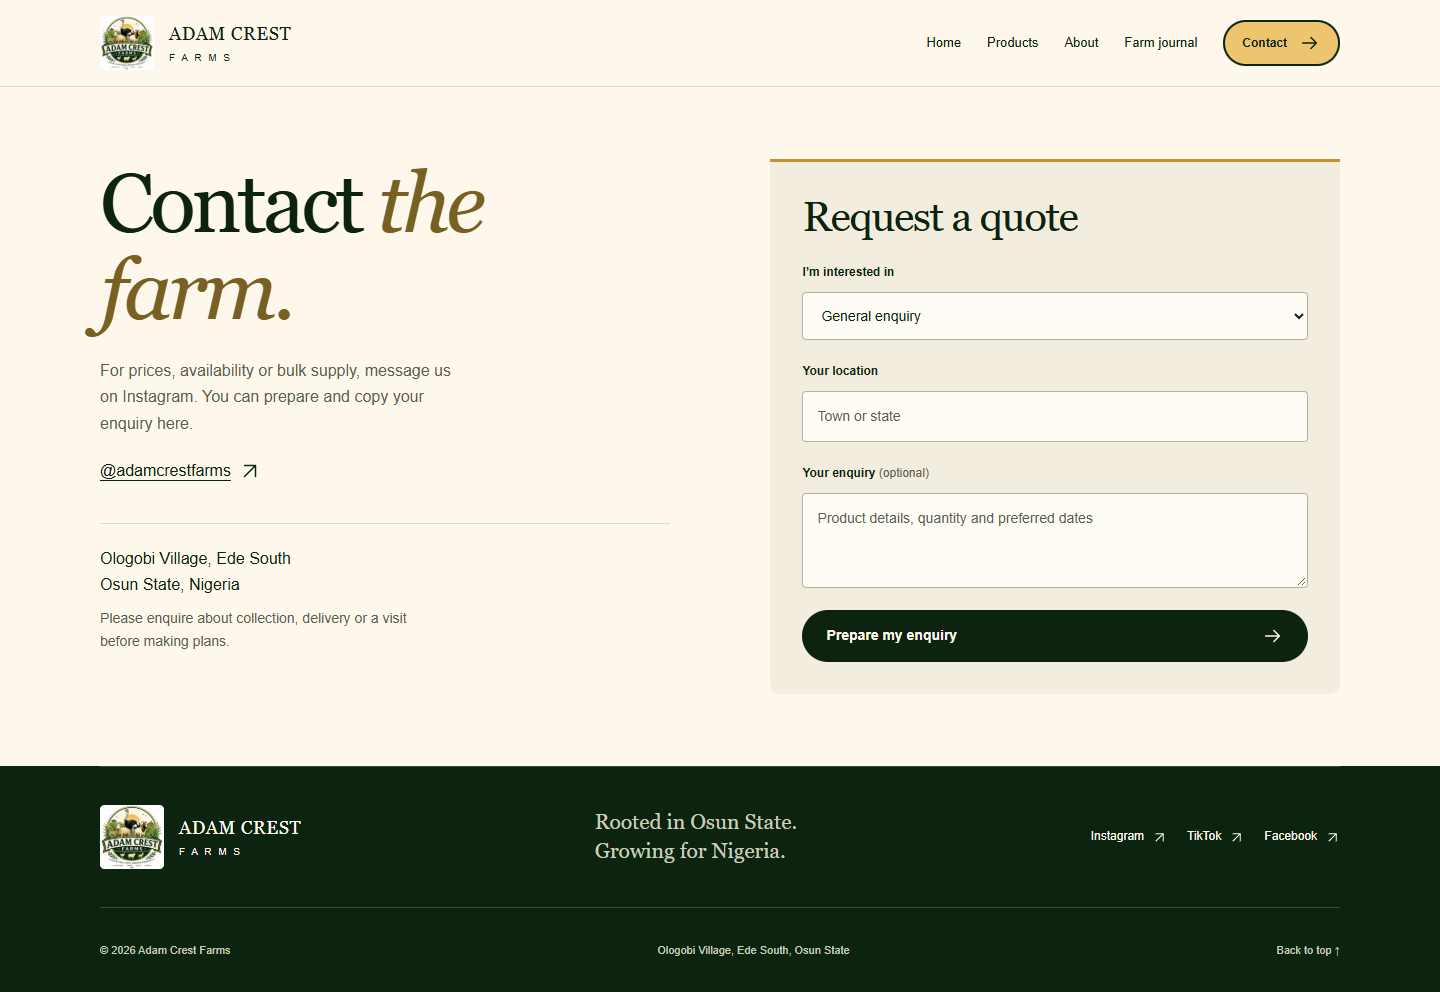 ADAM CREST
FARMS
Home
Products
About
Farm journal
Contact
Contact the
farm.
For prices, availability or bulk supply, message us
on Instagram. You can prepare and copy your
enquiry here.
@adamcrestfarms
Ologobi Village, Ede South
Osun State, Nigeria
Please enquire about collection, delivery or a visit
before making plans.
Request a quote
I’m interested in
General enquiry
Your location
Town or state
Your enquiry (optional)
Product details, quantity and preferred dates
Prepare my enquiry
ADAM CREST
FARMS
ADAM CREST
FARMS
Rooted in Osun State.
Growing for Nigeria.
Instagram
TikTok
Facebook
© 2026 Adam Crest Farms
Ologobi Village, Ede South, Osun State
Back to top ↑